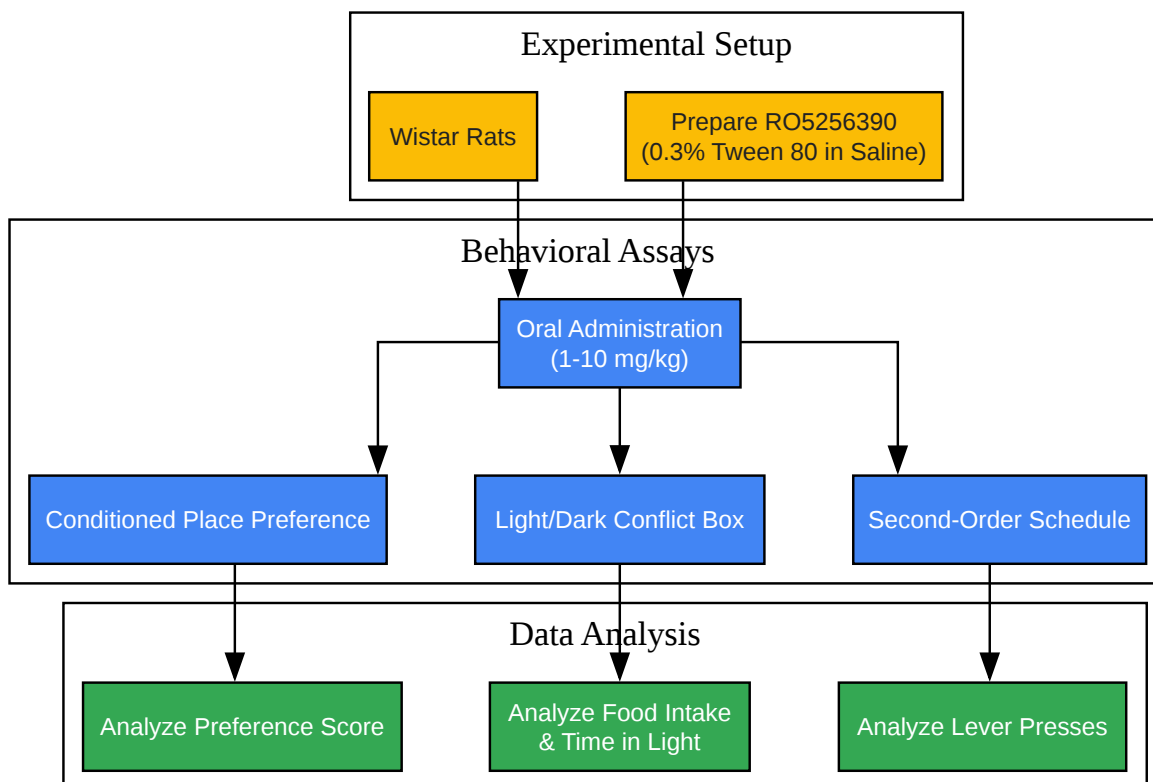 Experimental Setup
Wistar Rats
Prepare RO5256390
(0.3% Tween 80 in Saline)
Behavioral Assays
Oral Administration
(1-10 mg/kg)
Conditioned Place Preference
Light/Dark Conflict Box
Second-Order Schedule
Data Analysis
Analyze Preference Score
Analyze Food Intake
& Time in Light
Analyze Lever Presses